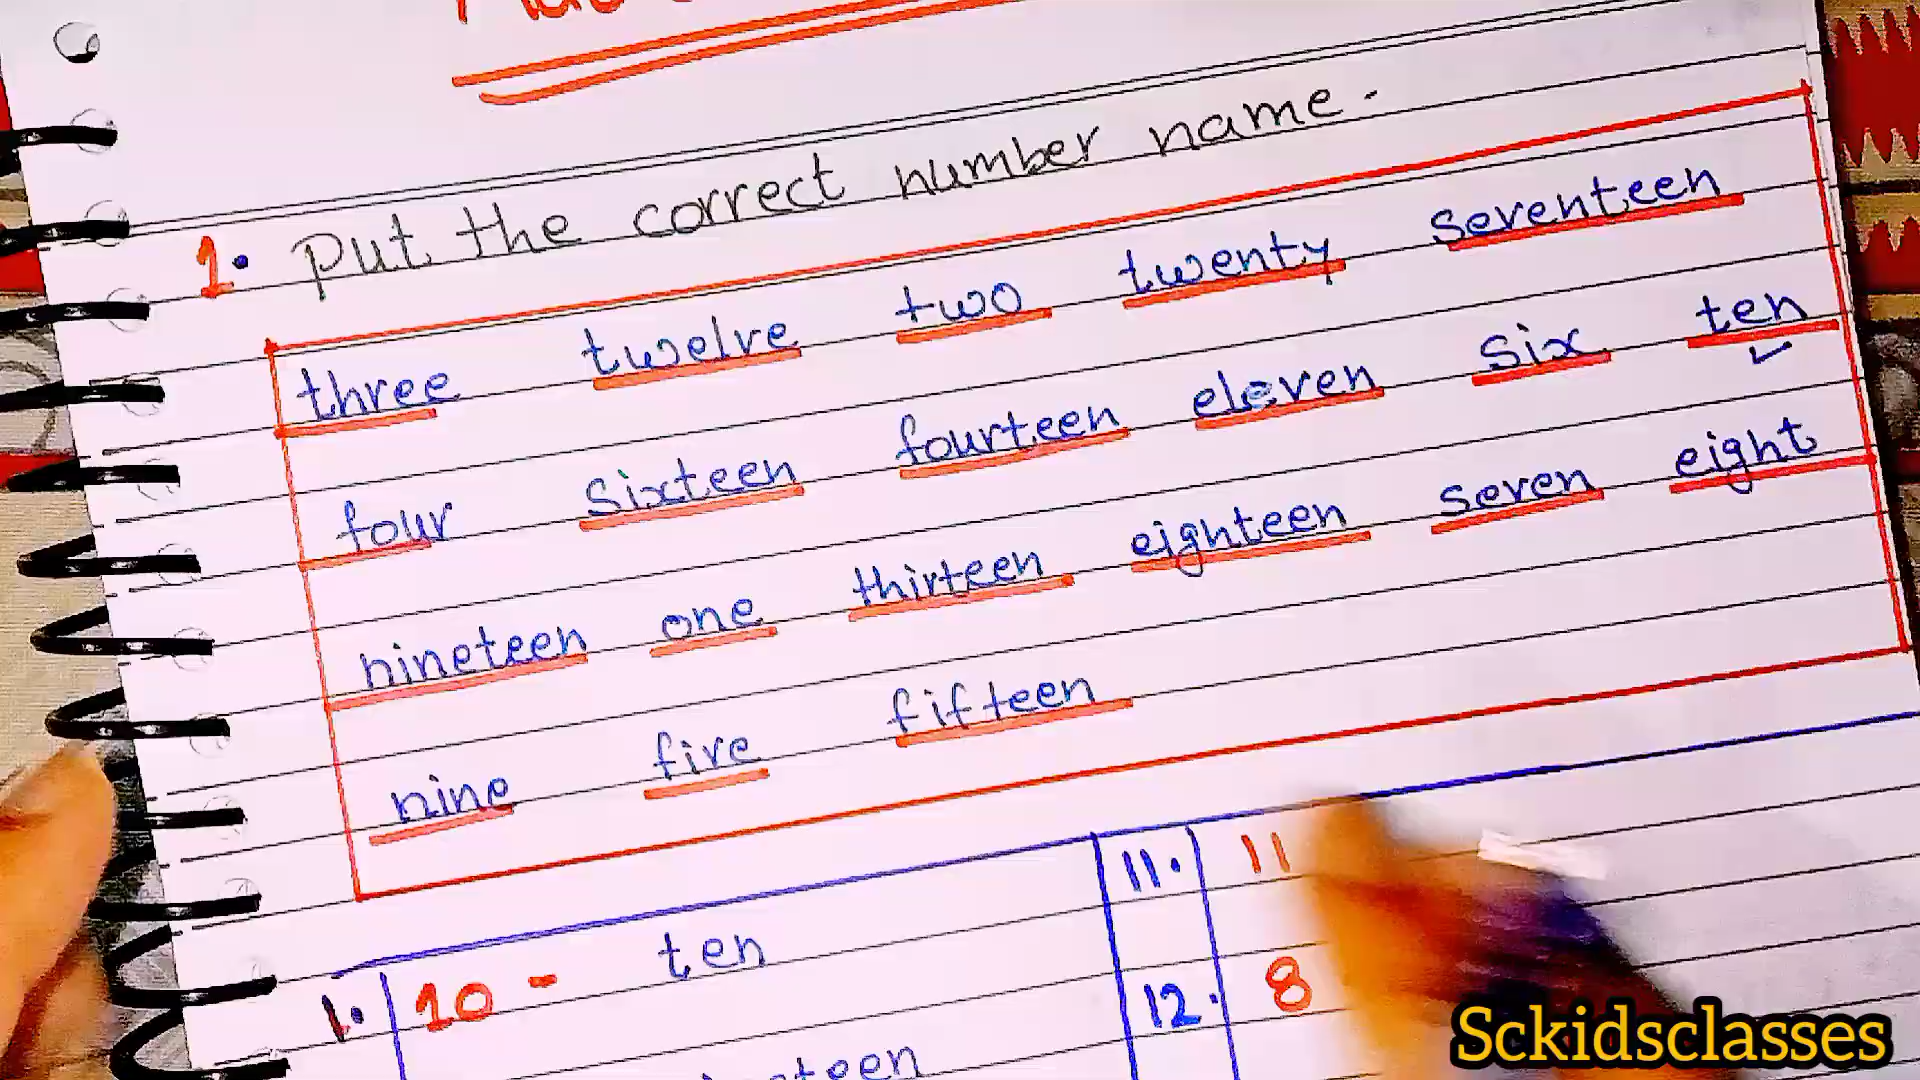 1. Put the correct number name.
three twelve two twenty seventeen
four sixteen fourteen eleven six ten
nineteen one thirteen eighteen seven eight
nine five fifteen
1. 10 - ten
11. 11
12. 8
Sckidsclasses